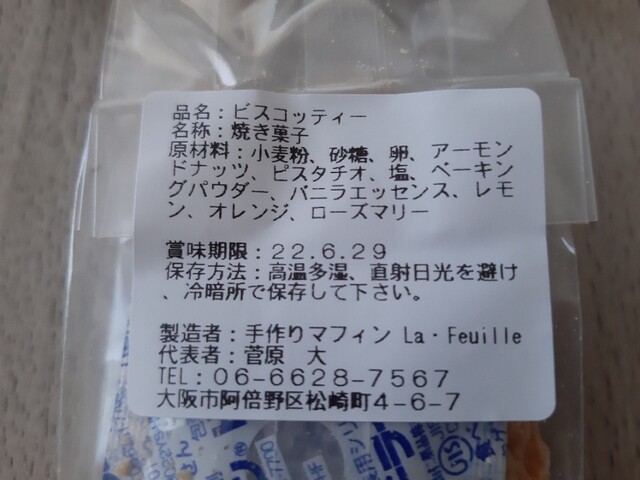 品名：ビスコッティー
名称：焼き菓子
原材料：小麦粉、砂糖、卵、アーモン
ドナッツ、ピスタチオ、塩、ベーキン
グパウダー、バニラエッセンス、レモ
ン、オレンジ、ローズマリー
賞味期限：22.6.29
保存方法：高温多湿、直射日光を避け
、冷暗所で保存して下さい。
製造者：手作りマフィン La・Feuille
代表者：菅原　大
TEL：06-6628-7567
大阪市阿倍野区松崎町4-6-7